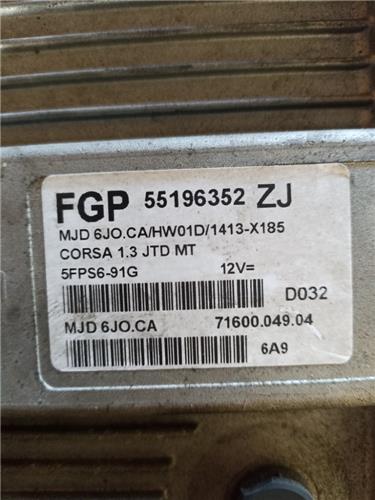 FGP 55196352 ZJ
MJD 6JO.CA/HW01D/1413-X185
CORSA 1.3 JTD MT
5FPS6-91G 12V=
D032
MJD 6JO.CA 71600.049.04
6A9